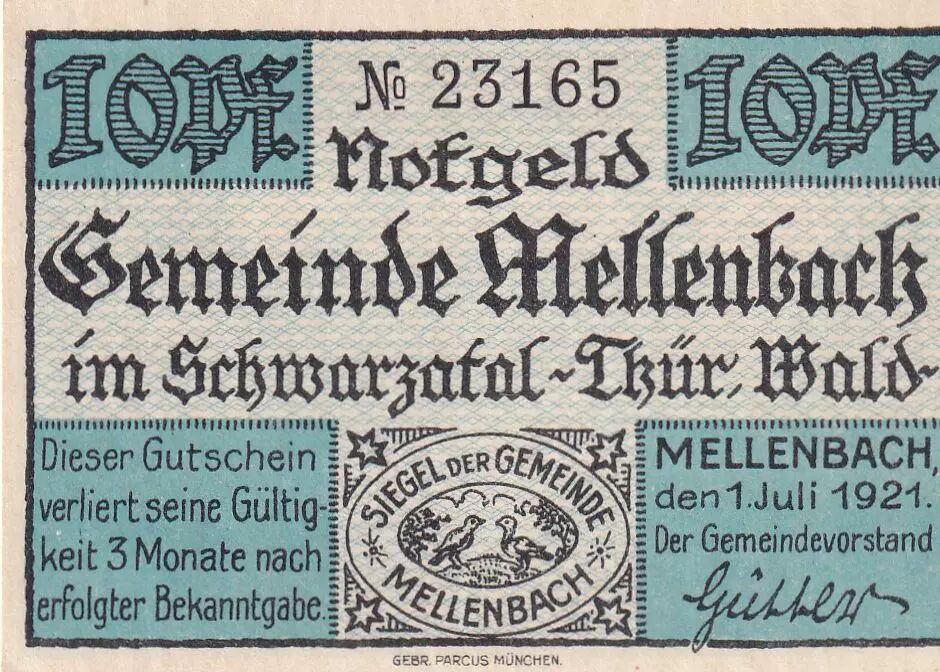 10 Pf. № 23165 10 Pf.
Notgeld
Gemeinde Mellenbach
im Schwarzatal - Thür. Wald -
Dieser Gutschein
verliert seine Gültig-
keit 3 Monate nach
erfolgter Bekanntgabe.
SIEGEL DER GEMEINDE
MELLENBACH
MELLENBACH,
den 1. Juli 1921.
Der Gemeindevorstand
Güttler
GEBR. PARCUS MÜNCHEN.